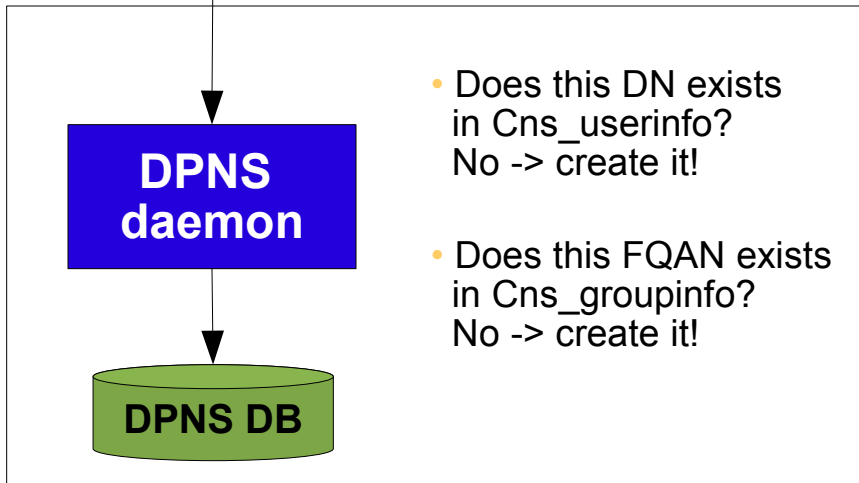 DPNS
daemon
DPNS DB
• Does this DN exists
in Cns_userinfo?
No -> create it!
• Does this FQAN exists
in Cns_groupinfo?
No -> create it!